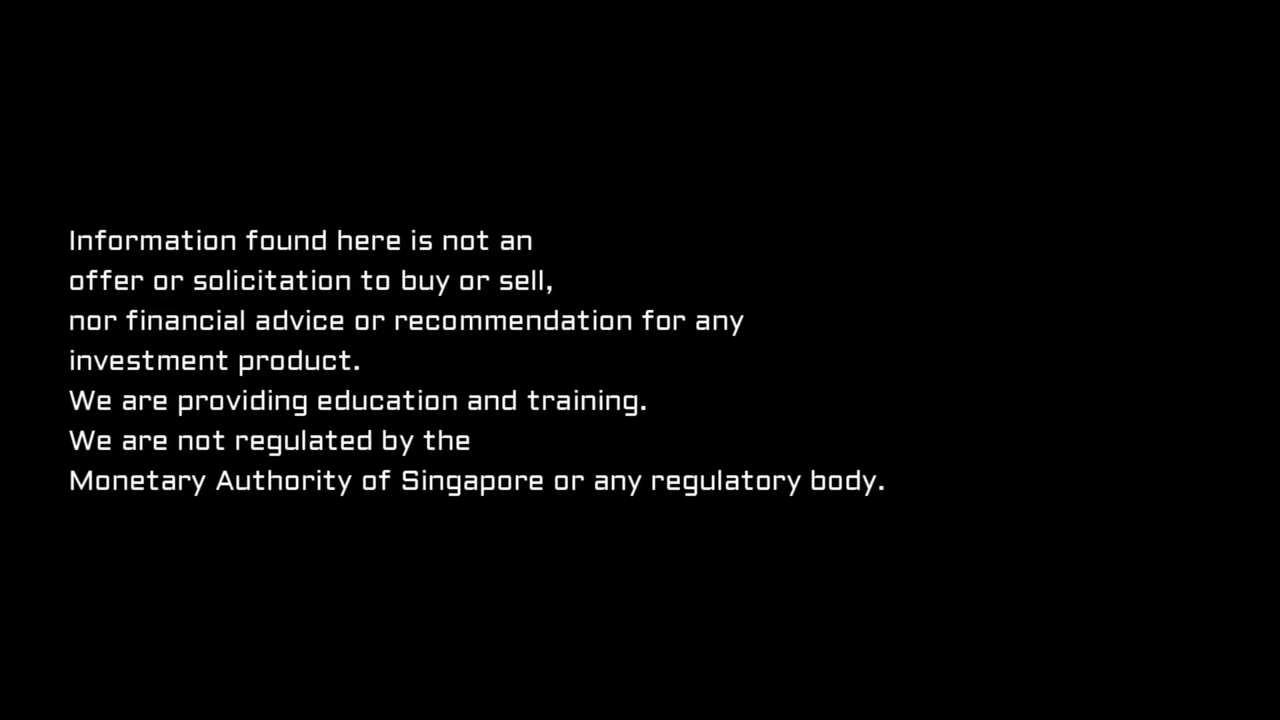 Information found here is not an
offer or solicitation to buy or sell,
nor financial advice or recommendation for any
investment product.
We are providing education and training.
We are not regulated by the
Monetary Authority of Singapore or any regulatory body.